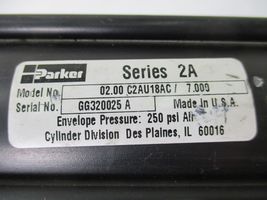 Parker Series 2A
Model No. 02.00 C2AU18AC/ 7.000
Serial No. GG320025 A Made in U.S.A.
Envelope Pressure: 250 psi Air
Cylinder Division Des Plaines, IL 60016